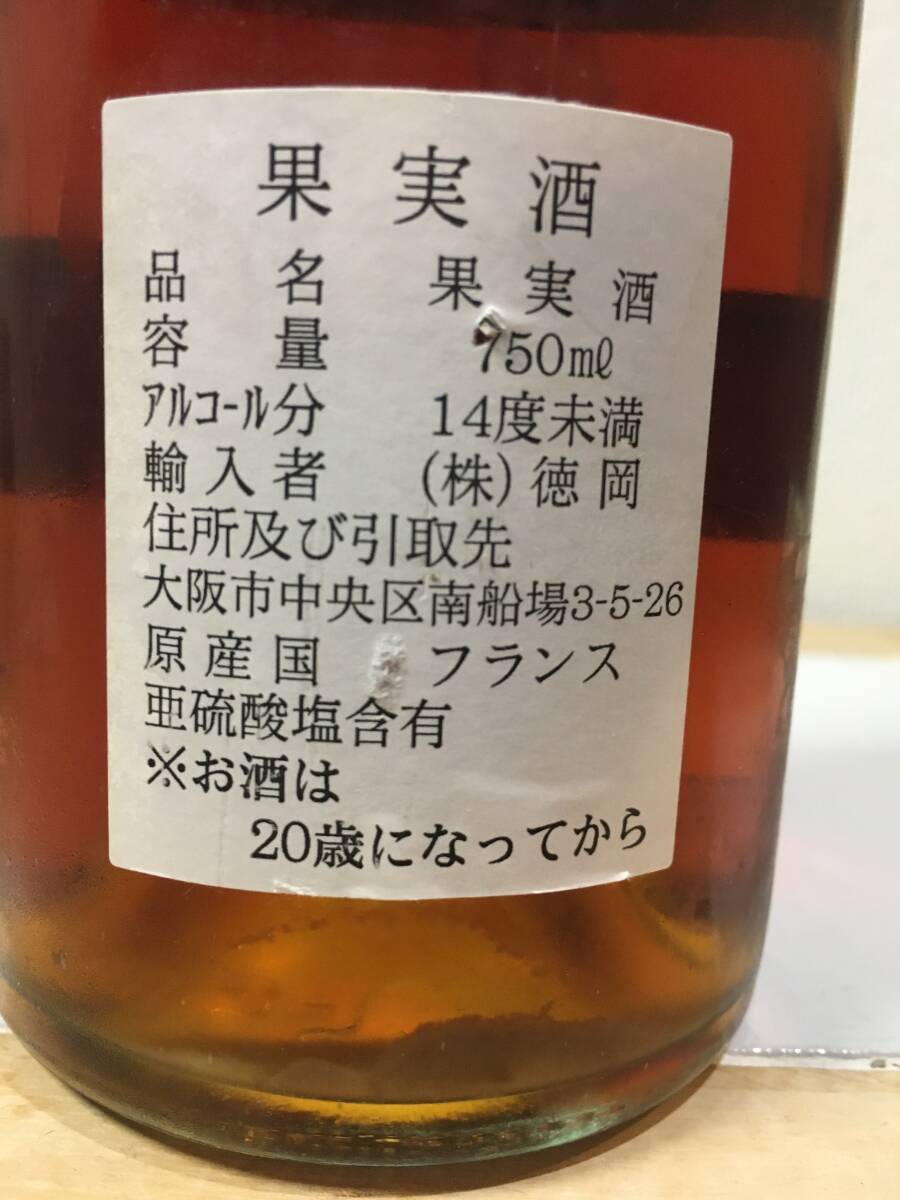 果実酒
品名 果実酒
容量 750mℓ
ｱﾙｺｰﾙ分 14度未満
輸入者 (株)徳岡
住所及び引取先
大阪市中央区南船場3-5-26
原産国 フランス
亜硫酸塩含有
※お酒は
20歳になってから